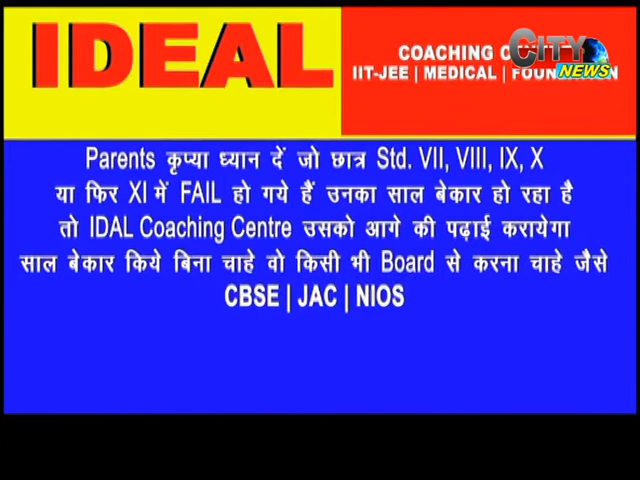 IDEAL
COACHING
IIT-JEE | MEDICAL |
CITY
NEWS
Parents कृप्या ध्यान दें जो छात्र Std. VII, VIII, IX, X
या फिर XI में FAIL हो गये हैं उनका साल बेकार हो रहा है
तो IDAL Coaching Centre उसको आगे की पढ़ाई करायेगा
साल बेकार किये बिना चाहे वो किसी भी Board से करना चाहे जैसे
CBSE | JAC | NIOS